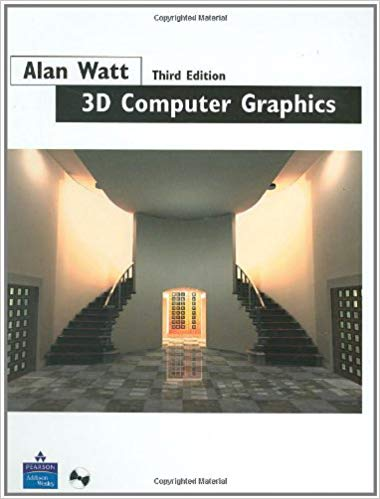 Copyrighted Material
Alan Watt
Third Edition
3D Computer Graphics
PEARSON
Addison
Wesley
Copyrighted Material